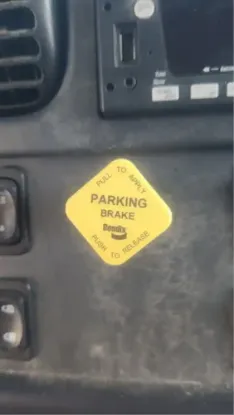 PULL TO APPLY
PARKING
BRAKE
Bendix
PUSH TO RELEASE